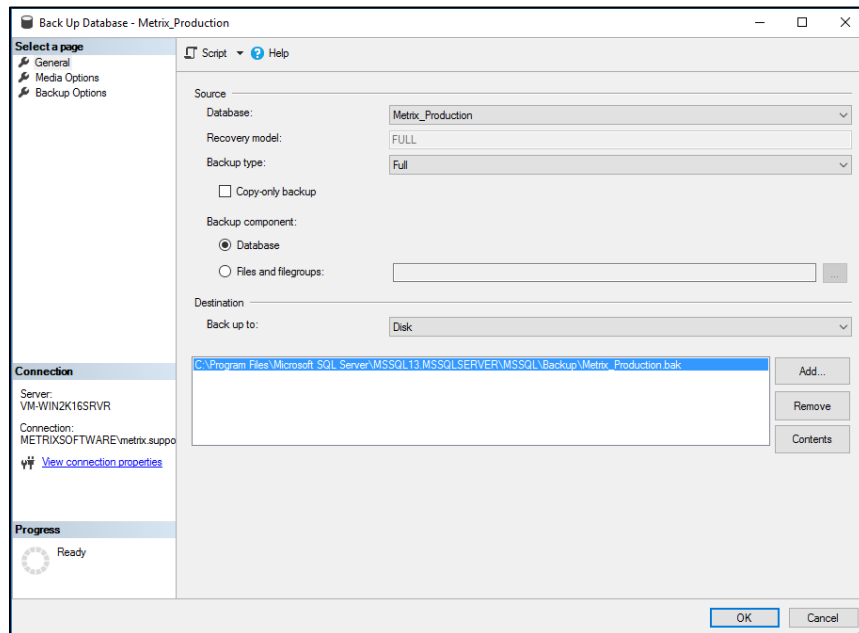 Back Up Database - Metrix_Production
Select a page
General
Media Options
Backup Options
Script
Help
Source
Database:
Metrix_Production
Recovery model:
FULL
Backup type:
Full
Copy-only backup
Backup component:
Database
Files and filegroups:
...
Destination
Back up to:
Disk
C:\Program Files\Microsoft SQL Server\MSSQL13.MSSQLSERVER\MSSQL\Backup\Metrix_Production.bak
Add...
Remove
Contents
Connection
Server:
VM-WIN2K16SRVR
Connection:
METRIXSOFTWARE\metrix.suppo
View connection properties
Progress
Ready
OK
Cancel